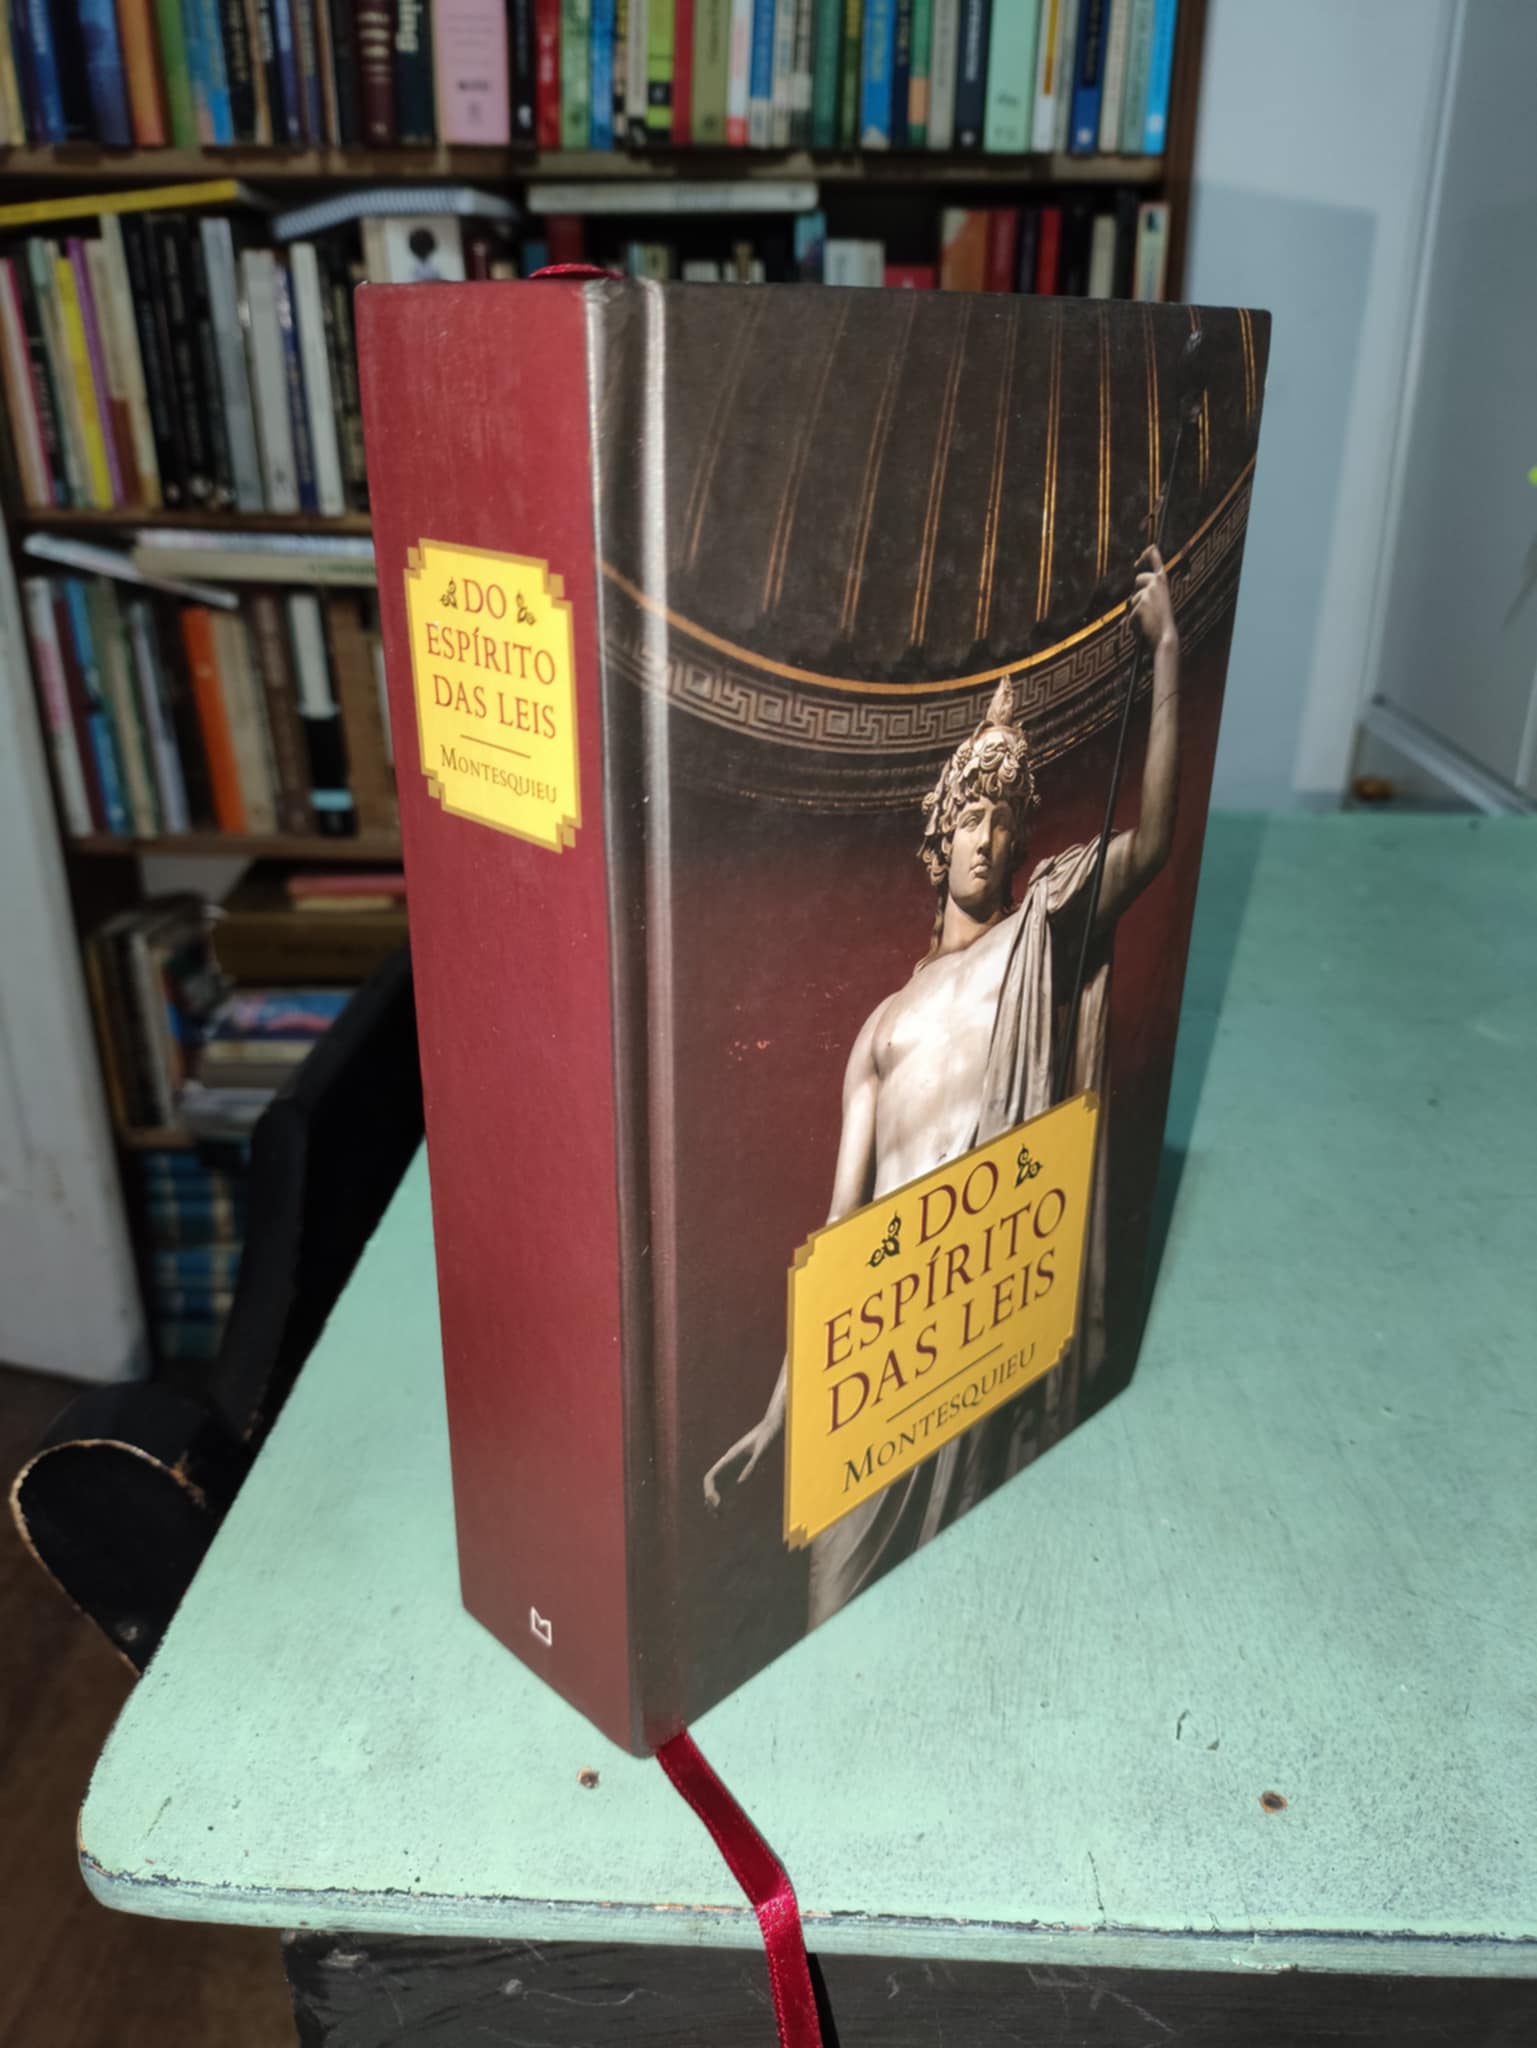 DO
ESPÍRITO
DAS LEIS
MONTESQUIEU
DO
ESPÍRITO
DAS LEIS
MONTESQUIEU